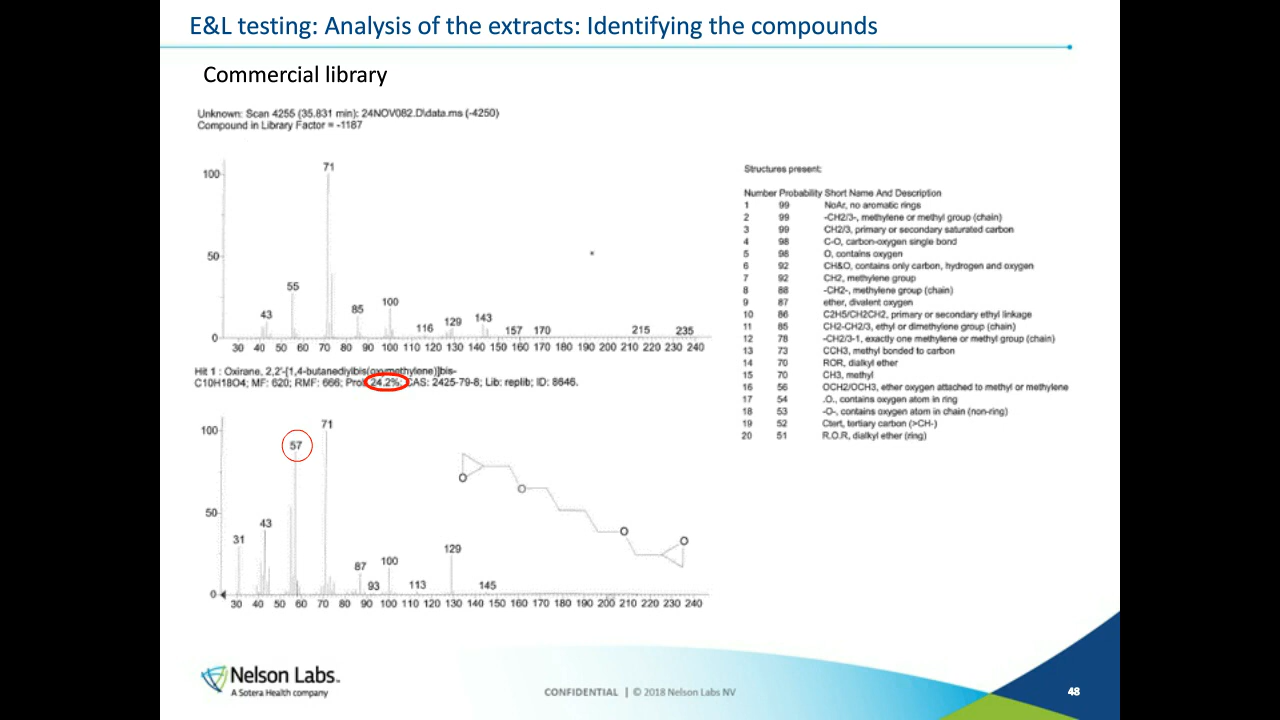 E&L testing: Analysis of the extracts: Identifying the compounds
Commercial library
Unknown: Scan 4255 (35.831 min): 24NOV082.D\data.ms (-4250)
Compound in Library Factor = -1187
100
50
0
71
55
43
85
100
116
129
143
157
170
215
235
30 40 50 60 70 80 90 100 110 120 130 140 150 160 170 180 190 200 210 220 230 240
Hit 1 : Oxirane, 2,2'-[1,4-butanediylbis(oxymethylene)]bis-
C10H18O4; MF: 620; RMF: 666; Prob 24.2%; CAS: 2425-79-8; Lib: replib; ID: 8646.
100
50
0
71
57
43
31
87
93
100
113
129
145
O
O
O
O
30 40 50 60 70 80 90 100 110 120 130 140 150 160 170 180 190 200 210 220 230 240
Structures present:
Number Probability Short Name And Description
1 99 NoAr, no aromatic rings
2 99 -CH2/3-, methylene or methyl group (chain)
3 99 CH2/3, primary or secondary saturated carbon
4 98 C-O, carbon-oxygen single bond
5 98 O, contains oxygen
6 92 CH&O, contains only carbon, hydrogen and oxygen
7 92 CH2, methylene group
8 88 -CH2-, methylene group (chain)
9 87 ether, divalent oxygen
10 86 C2H5/CH2CH2, primary or secondary ethyl linkage
11 85 CH2-CH2/3, ethyl or dimethylene group (chain)
12 78 -CH2/3-1, exactly one methylene or methyl group (chain)
13 73 CCH3, methyl bonded to carbon
14 70 ROR, dialkyl ether
15 70 CH3, methyl
16 56 OCH2/OCH3, ether oxygen attached to methyl or methylene
17 54 .O., contains oxygen atom in ring
18 53 -O-, contains oxygen atom in chain (non-ring)
19 52 Ctert, tertiary carbon (>CH-)
20 51 R.O.R, dialkyl ether (ring)
Nelson Labs™
A Sotera Health company
CONFIDENTIAL | © 2018 Nelson Labs NV
48